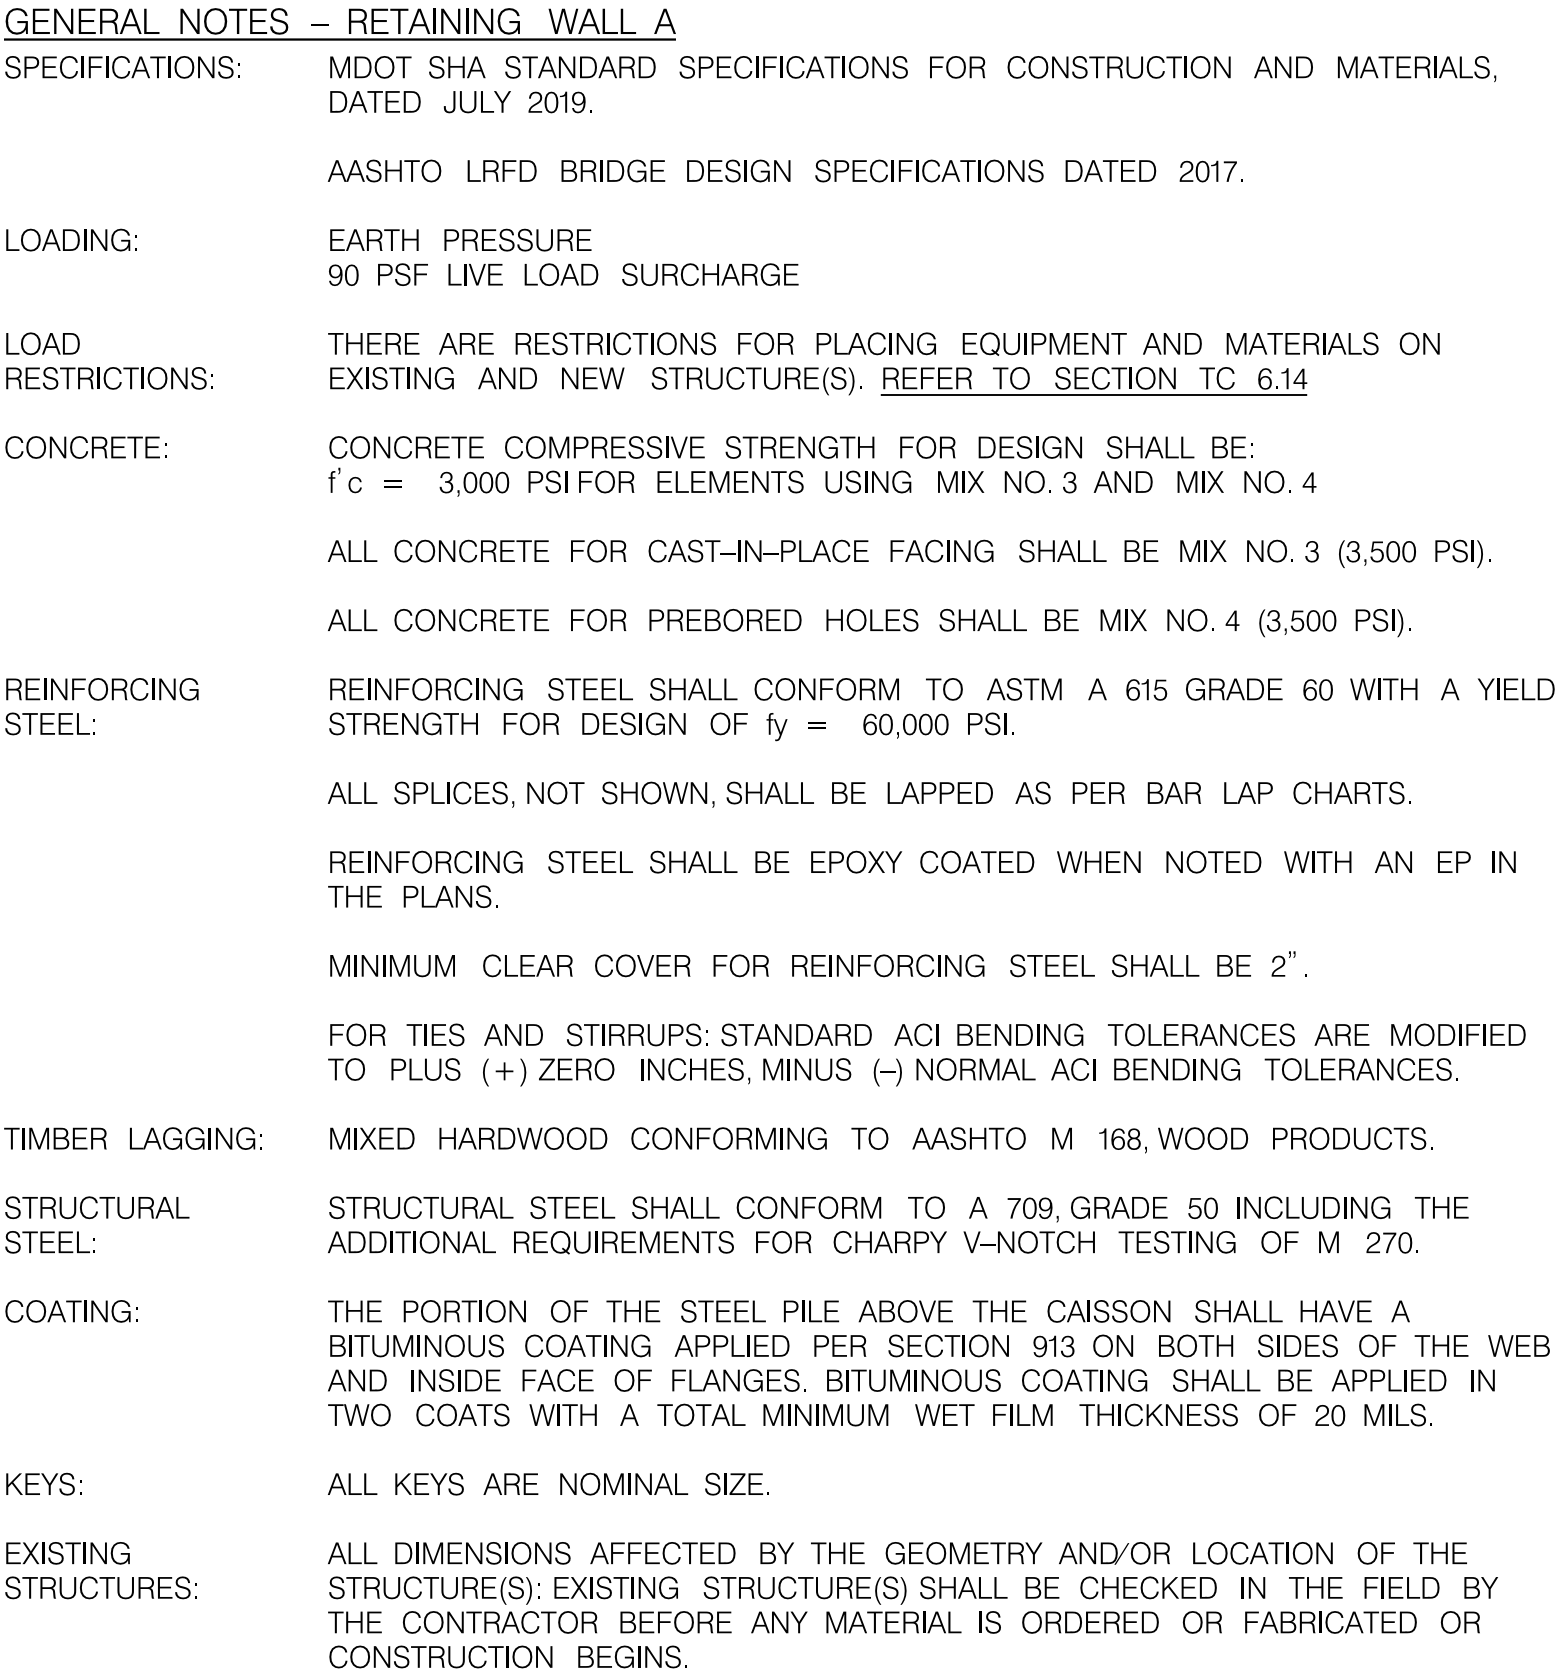 GENERAL NOTES – RETAINING WALL A
SPECIFICATIONS: MDOT SHA STANDARD SPECIFICATIONS FOR CONSTRUCTION AND MATERIALS,
DATED JULY 2019.
AASHTO LRFD BRIDGE DESIGN SPECIFICATIONS DATED 2017.
LOADING: EARTH PRESSURE
90 PSF LIVE LOAD SURCHARGE
LOAD THERE ARE RESTRICTIONS FOR PLACING EQUIPMENT AND MATERIALS ON
RESTRICTIONS: EXISTING AND NEW STRUCTURE(S). REFER TO SECTION TC 6.14
CONCRETE: CONCRETE COMPRESSIVE STRENGTH FOR DESIGN SHALL BE:
f'c = 3,000 PSI FOR ELEMENTS USING MIX NO. 3 AND MIX NO. 4
ALL CONCRETE FOR CAST–IN–PLACE FACING SHALL BE MIX NO. 3 (3,500 PSI).
ALL CONCRETE FOR PREBORED HOLES SHALL BE MIX NO. 4 (3,500 PSI).
REINFORCING REINFORCING STEEL SHALL CONFORM TO ASTM A 615 GRADE 60 WITH A YIELD
STEEL: STRENGTH FOR DESIGN OF fy = 60,000 PSI.
ALL SPLICES, NOT SHOWN, SHALL BE LAPPED AS PER BAR LAP CHARTS.
REINFORCING STEEL SHALL BE EPOXY COATED WHEN NOTED WITH AN EP IN
THE PLANS.
MINIMUM CLEAR COVER FOR REINFORCING STEEL SHALL BE 2".
FOR TIES AND STIRRUPS: STANDARD ACI BENDING TOLERANCES ARE MODIFIED
TO PLUS (+) ZERO INCHES, MINUS (–) NORMAL ACI BENDING TOLERANCES.
TIMBER LAGGING: MIXED HARDWOOD CONFORMING TO AASHTO M 168, WOOD PRODUCTS.
STRUCTURAL STRUCTURAL STEEL SHALL CONFORM TO A 709, GRADE 50 INCLUDING THE
STEEL: ADDITIONAL REQUIREMENTS FOR CHARPY V–NOTCH TESTING OF M 270.
COATING: THE PORTION OF THE STEEL PILE ABOVE THE CAISSON SHALL HAVE A
BITUMINOUS COATING APPLIED PER SECTION 913 ON BOTH SIDES OF THE WEB
AND INSIDE FACE OF FLANGES. BITUMINOUS COATING SHALL BE APPLIED IN
TWO COATS WITH A TOTAL MINIMUM WET FILM THICKNESS OF 20 MILS.
KEYS: ALL KEYS ARE NOMINAL SIZE.
EXISTING ALL DIMENSIONS AFFECTED BY THE GEOMETRY AND/OR LOCATION OF THE
STRUCTURES: STRUCTURE(S): EXISTING STRUCTURE(S) SHALL BE CHECKED IN THE FIELD BY
THE CONTRACTOR BEFORE ANY MATERIAL IS ORDERED OR FABRICATED OR
CONSTRUCTION BEGINS.